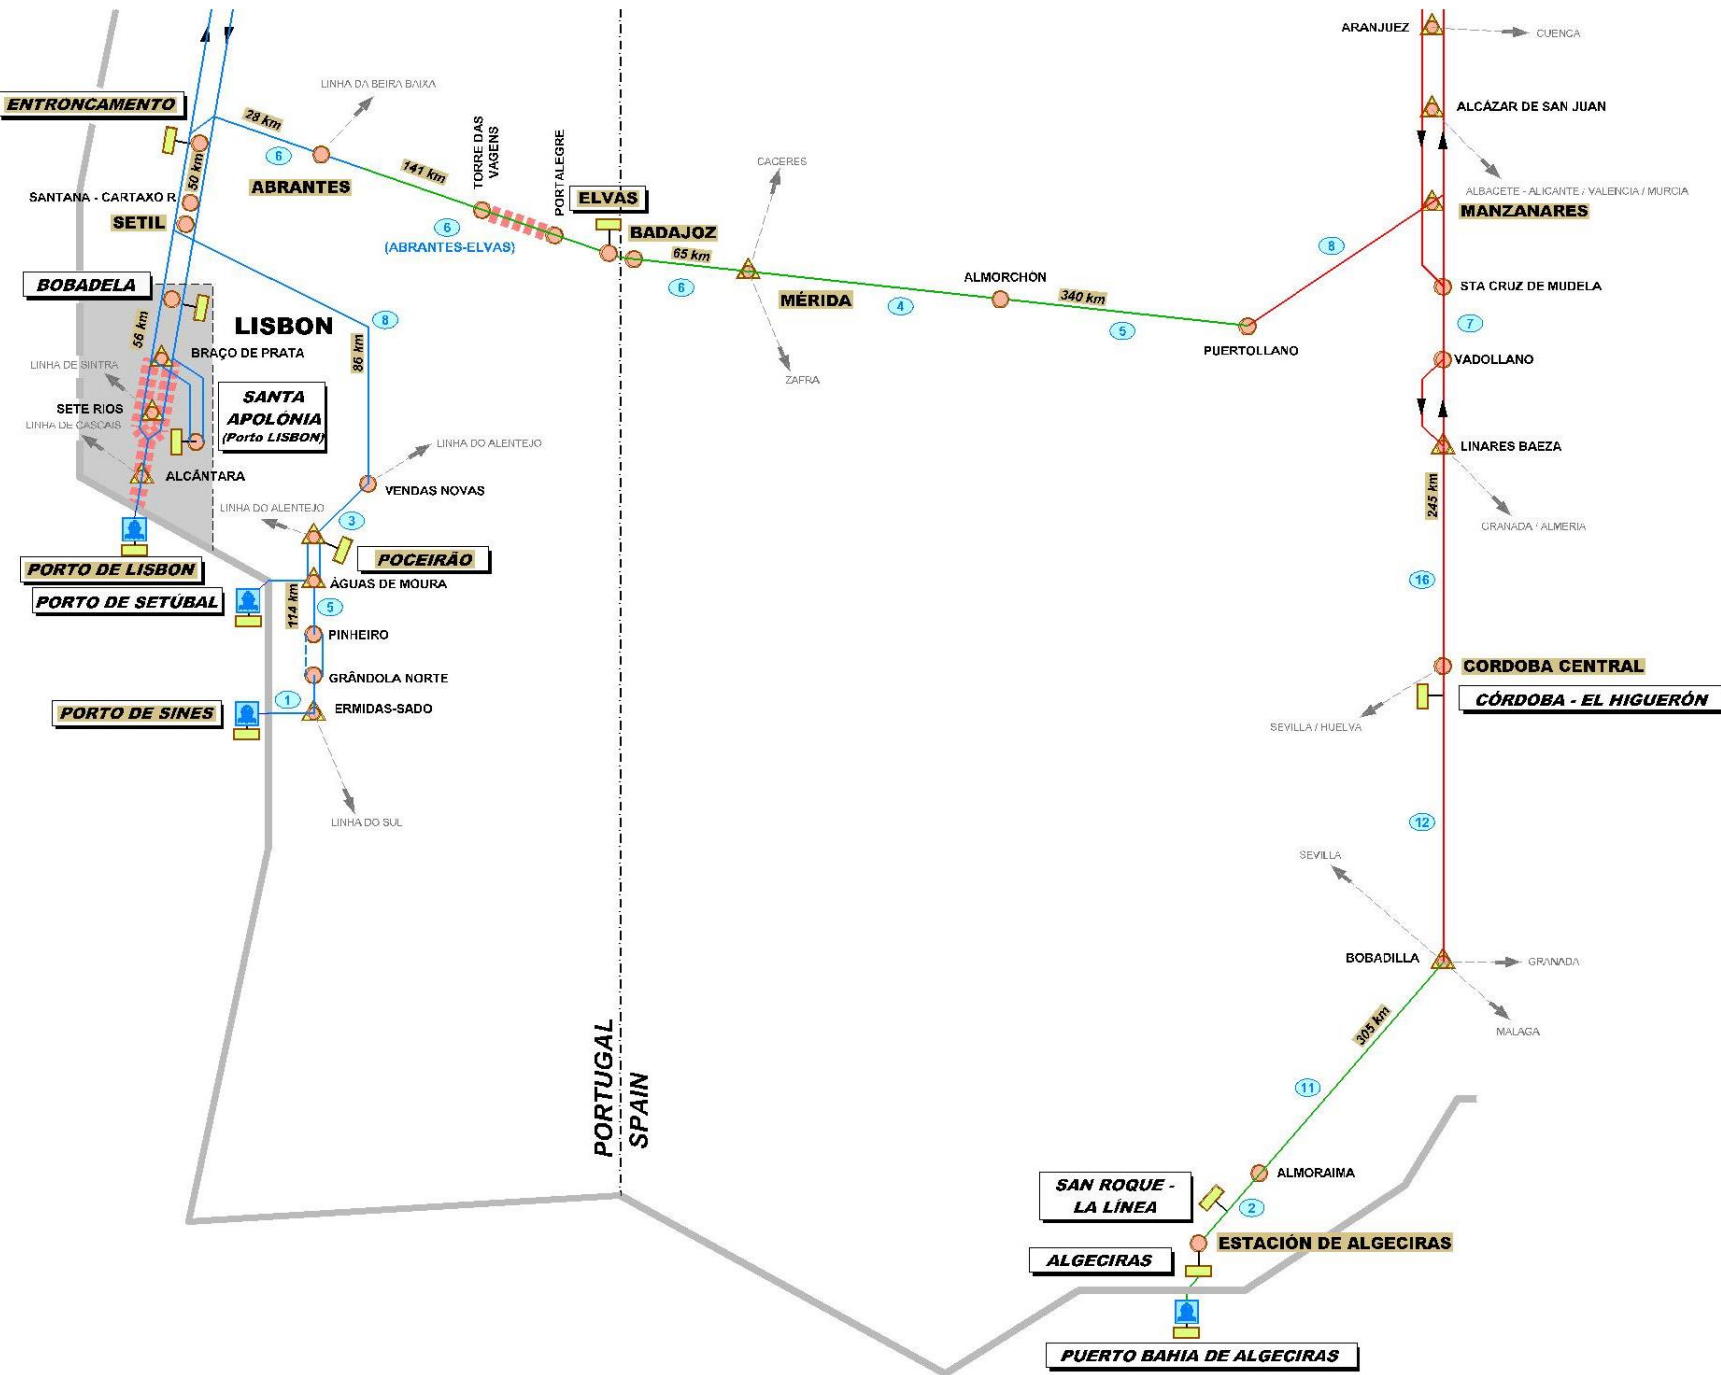 ARANJUEZ
CUENCA
LINHA DA BEIRA BAIXA
ENTRONCAMENTO
ALCÁZAR DE SAN JUAN
28 km
6
TORRE DAS
VAGENS
PORTALEGRE
50 km
141 km
CACERES
ABRANTES
ALBACETE - ALICANTE / VALENCIA / MURCIA
SANTANA - CARTAXO R
ELVAS
MANZANARES
SETIL
6
(ABRANTES-ELVAS)
BADAJOZ
65 km
8
BOBADELA
6
MÉRIDA
ALMORCHÓN
340 km
4
5
STA CRUZ DE MUDELA
56 km
LISBON
8
7
86 km
BRAÇO DE PRATA
PUERTOLLANO
VADOLLANO
LINHA DE SINTRA
ZAFRA
SETE RIOS
SANTA
APOLÓNIA
(Porto LISBON)
LINHA DE CASCAIS
LINHA DO ALENTEJO
LINARES BAEZA
ALCÂNTARA
VENDAS NOVAS
245 km
LINHA DO ALENTEJO
3
GRANADA / ALMERIA
PORTO DE LISBON
POCEIRÃO
PORTO DE SETÚBAL
ÁGUAS DE MOURA
16
114 km
5
PINHEIRO
CORDOBA CENTRAL
GRÂNDOLA NORTE
1
CÓRDOBA - EL HIGUERÓN
PORTO DE SINES
ERMIDAS-SADO
SEVILLA / HUELVA
LINHA DO SUL
12
SEVILLA
BOBADILLA
GRANADA
MALAGA
305 km
PORTUGAL
SPAIN
11
ALMORAIMA
SAN ROQUE -
LA LÍNEA
2
ESTACIÓN DE ALGECIRAS
ALGECIRAS
PUERTO BAHIA DE ALGECIRAS